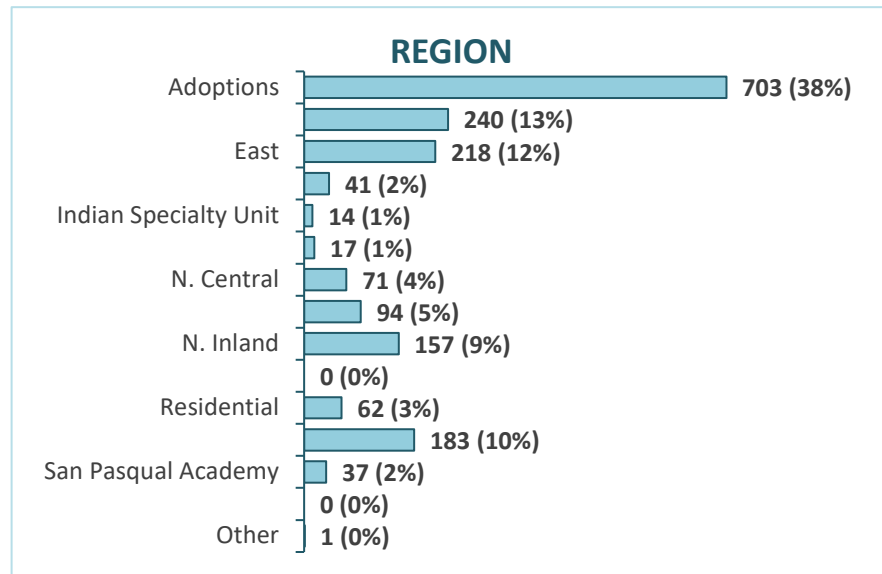 REGION
Adoptions 703 (38%)
240 (13%)
East 218 (12%)
41 (2%)
Indian Specialty Unit 14 (1%)
17 (1%)
N. Central 71 (4%)
94 (5%)
N. Inland 157 (9%)
0 (0%)
Residential 62 (3%)
183 (10%)
San Pasqual Academy 37 (2%)
0 (0%)
Other 1 (0%)